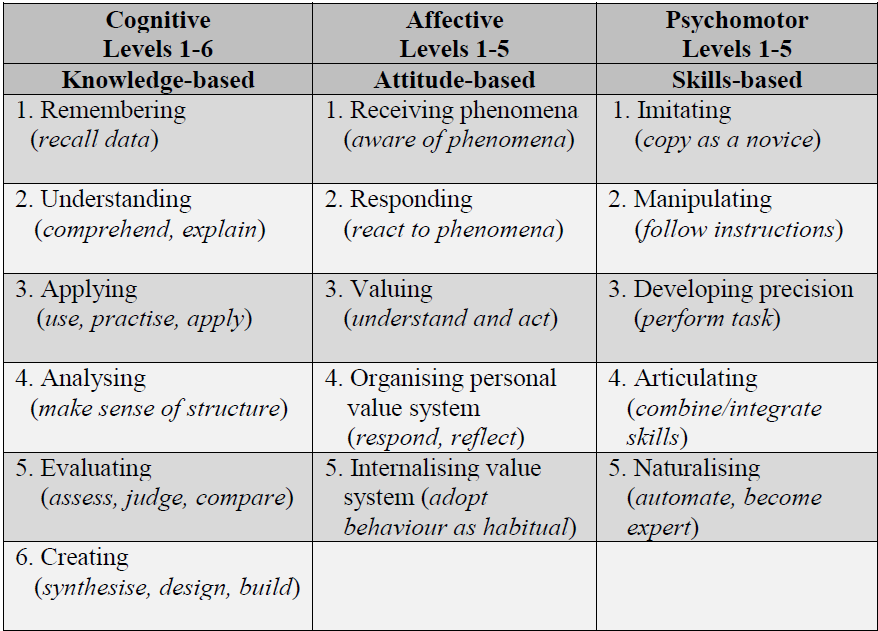 Cognitive
Levels 1-6
Affective
Levels 1-5
Psychomotor
Levels 1-5
Knowledge-based
Attitude-based
Skills-based
1. Remembering
(recall data)
1. Receiving phenomena
(aware of phenomena)
1. Imitating
(copy as a novice)
2. Understanding
(comprehend, explain)
2. Responding
(react to phenomena)
2. Manipulating
(follow instructions)
3. Applying
(use, practise, apply)
3. Valuing
(understand and act)
3. Developing precision
(perform task)
4. Analysing
(make sense of structure)
4. Organising personal
value system
(respond, reflect)
4. Articulating
(combine/integrate
skills)
5. Evaluating
(assess, judge, compare)
5. Internalising value
system (adopt
behaviour as habitual)
5. Naturalising
(automate, become
expert)
6. Creating
(synthesise, design, build)